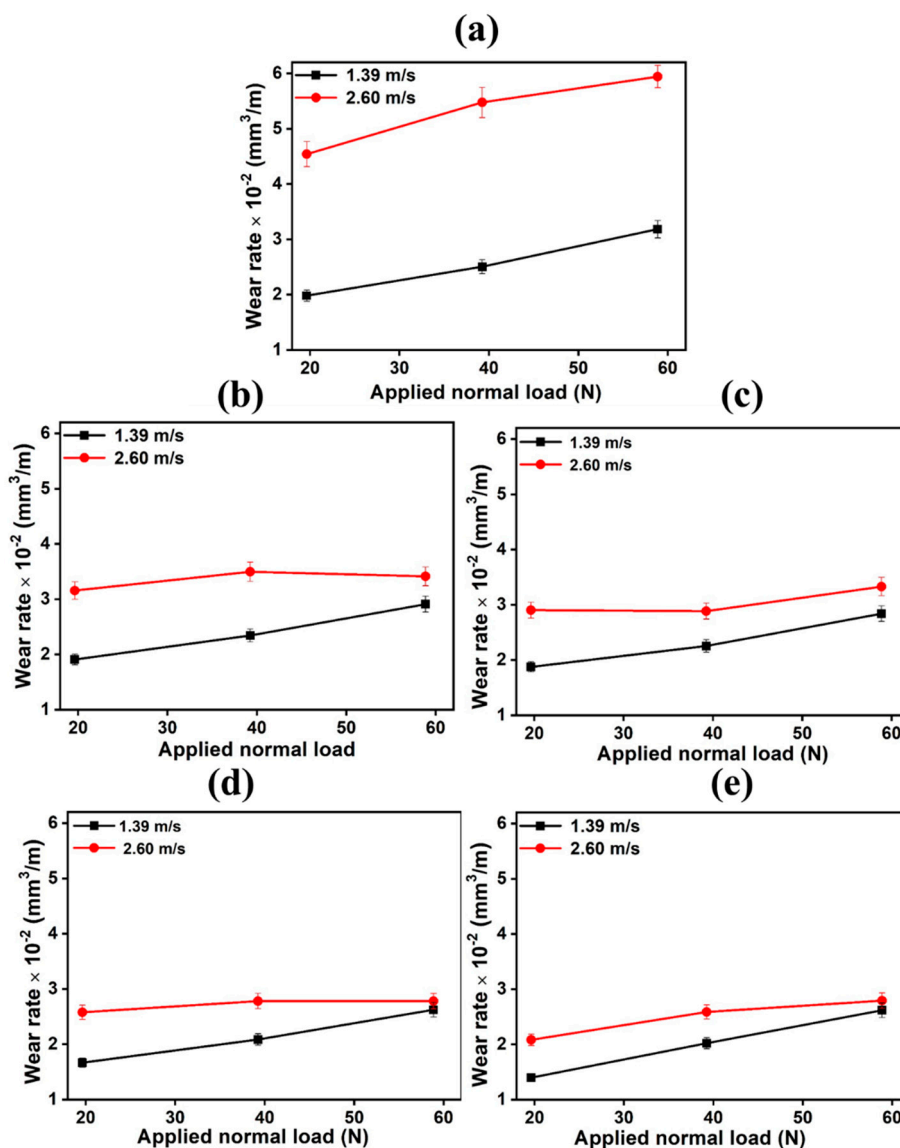 (a)
1.39 m/s
2.60 m/s
6
5
4
3
2
1
Wear rate × 10⁻² (mm³/m)
20 30 40 50 60
Applied normal load (N)
(b)
1.39 m/s
2.60 m/s
6
5
4
3
2
1
Wear rate × 10⁻² (mm³/m)
20 30 40 50 60
Applied normal load
(c)
1.39 m/s
2.60 m/s
6
5
4
3
2
1
Wear rate × 10⁻² (mm³/m)
20 30 40 50 60
Applied normal load (N)
(d)
1.39 m/s
2.60 m/s
6
5
4
3
2
1
Wear rate × 10⁻² (mm³/m)
20 30 40 50 60
Applied normal load (N)
(e)
1.39 m/s
2.60 m/s
6
5
4
3
2
1
Wear rate × 10⁻² (mm³/m)
20 30 40 50 60
Applied normal load (N)